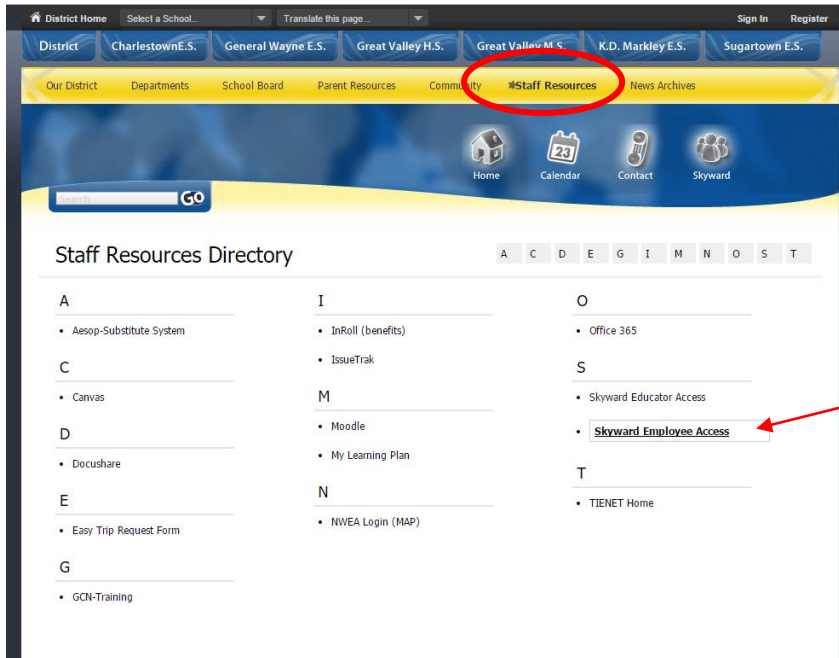 District Home Select a School... Translate this page... Sign In Register
District CharlestownE.S. General Wayne E.S. Great Valley H.S. Great Valley M.S. K.D. Markley E.S. Sugartown E.S.
Our District Departments School Board Parent Resources Community Staff Resources News Archives
23
Home Calendar Contact Skyward
Search GO
Staff Resources Directory
A C D E G I M N O S T
A
• Aesop-Substitute System
C
• Canvas
D
• Docushare
E
• Easy Trip Request Form
G
• GCN-Training
I
• InRoll (benefits)
• IssueTrak
M
• Moodle
• My Learning Plan
N
• NWEA Login (MAP)
O
• Office 365
S
• Skyward Educator Access
• Skyward Employee Access
T
• TIENET Home